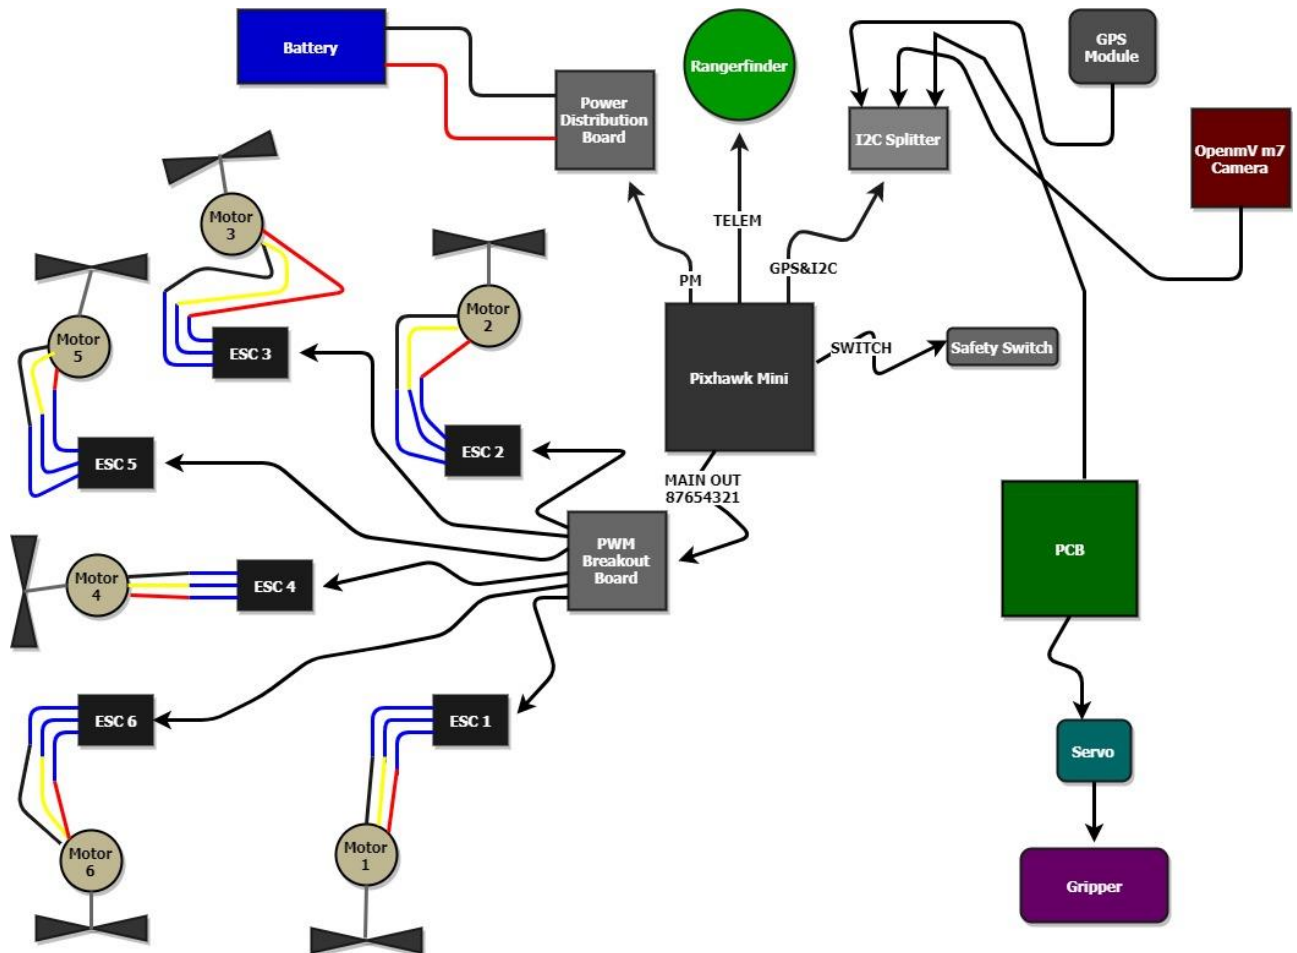 Battery
Power
Distribution
Board
Rangerfinder
GPS
Module
I2C Splitter
OpenmV m7
Camera
Motor
3
Motor
5
Motor
2
TELEM
GPS&I2C
PM
ESC 3
Pixhawk Mini
SWITCH
Safety Switch
ESC 2
ESC 5
MAIN OUT
87654321
PWM
Breakout
Board
PCB
Motor
4
ESC 4
ESC 6
ESC 1
Servo
Motor
6
Motor
1
Gripper